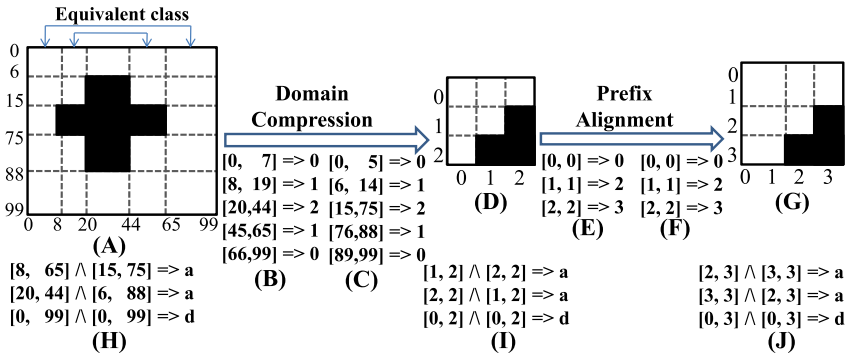 Equivalent class
0
6
15
75
88
99
0 8 20 44 65 99
(A)
[8, 65] /\ [15, 75] => a
[20, 44] /\ [6, 88] => a
[0, 99] /\ [0, 99] => d
(H)
Domain
Compression
[0, 7] => 0 [0, 5] => 0
[8, 19] => 1 [6, 14] => 1
[20,44] => 2 [15,75] => 2
[45,65] => 1 [76,88] => 1
[66,99] => 0 [89,99] => 0
(B) (C)
0
1
2
0 1 2
(D)
[1, 2] /\ [2, 2] => a
[2, 2] /\ [1, 2] => a
[0, 2] /\ [0, 2] => d
(I)
Prefix
Alignment
[0, 0] => 0 [0, 0] => 0
[1, 1] => 2 [1, 1] => 2
[2, 2] => 3 [2, 2] => 3
(E) (F)
0
1
2
3
0 1 2 3
(G)
[2, 3] /\ [3, 3] => a
[3, 3] /\ [2, 3] => a
[0, 3] /\ [0, 3] => d
(J)